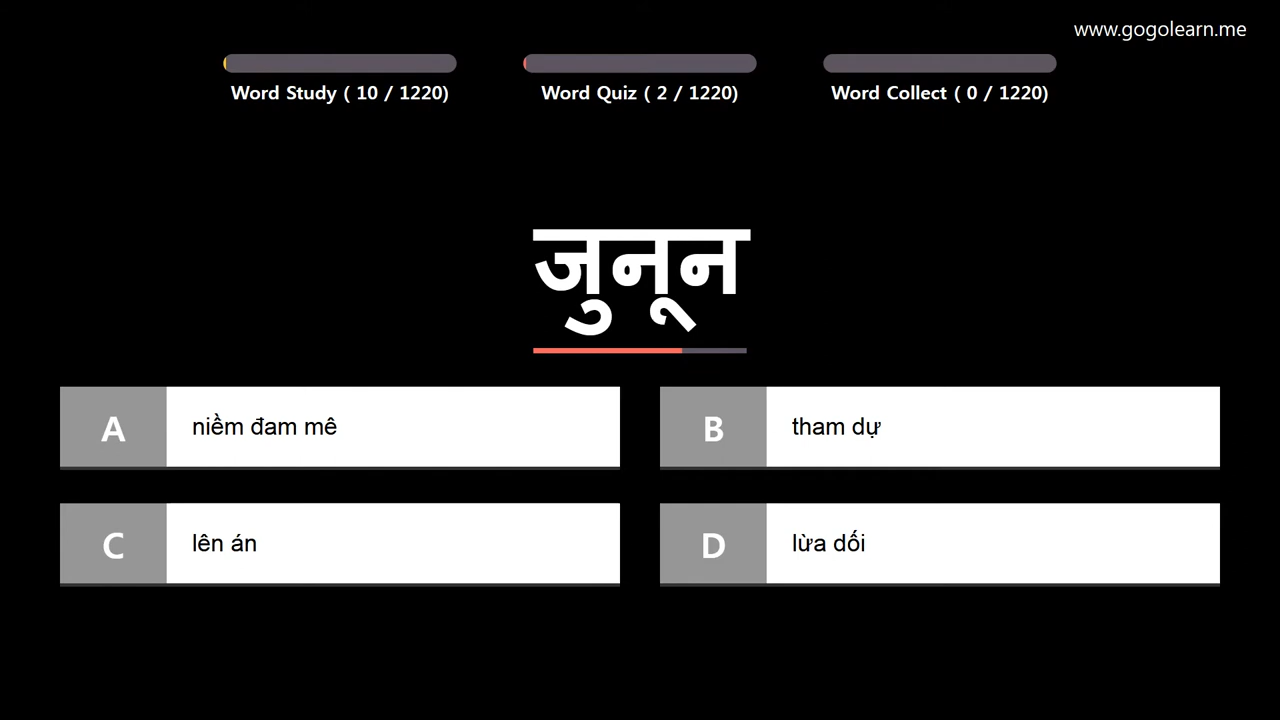 www.gogolearn.me
Word Study ( 10 / 1220)
Word Quiz ( 2 / 1220)
Word Collect ( 0 / 1220)
जुनून
A niềm đam mê
B tham dự
C lên án
D lừa dối